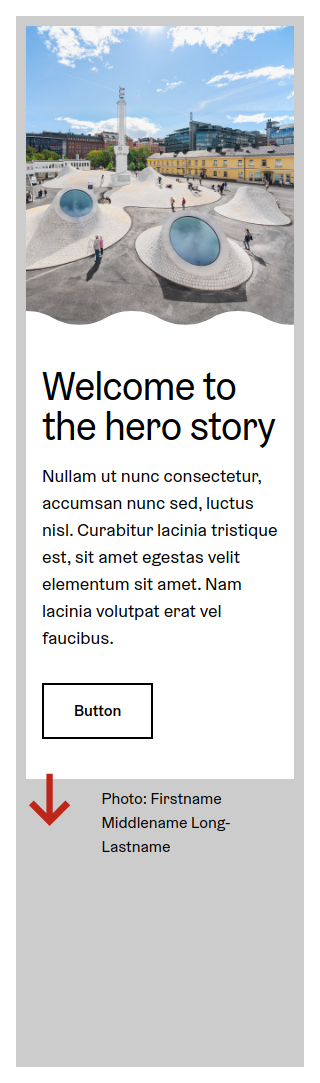 Welcome to
the hero story
Nullam ut nunc consectetur,
accumsan nunc sed, luctus
nisl. Curabitur lacinia tristique
est, sit amet egestas velit
elementum sit amet. Nam
lacinia volutpat erat vel
faucibus.
Button
Photo: Firstname
Middlename Long-
Lastname